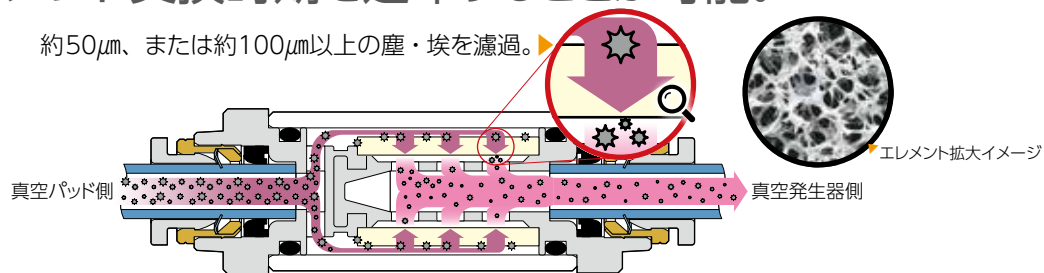 約50㎛、または約100㎛以上の塵・埃を濾過。
エレメント拡大イメージ
真空パッド側
真空発生器側